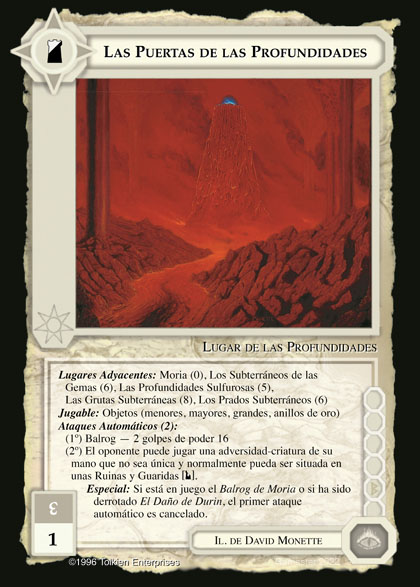 Las Puertas de las Profundidades
Lugar de las Profundidades
Lugares Adyacentes: Moria (0), Los Subterráneos de las
Gemas (6), Las Profundidades Sulfurosas (5),
Las Grutas Subterráneas (8), Los Prados Subterráneos (6)
Jugable: Objetos (menores, mayores, grandes, anillos de oro)
Ataques Automáticos (2):
(1º) Balrog — 2 golpes de poder 16
(2º) El oponente puede jugar una adversidad-criatura de su
mano que no sea única y normalmente pueda ser situada en
unas Ruinas y Guaridas [].
Especial: Si está en juego el Balrog de Moria o si ha sido
derrotado El Daño de Durin, el primer ataque
automático es cancelado.
ε
1
Il. de David Monette
©1996 Tolkien Enterprises